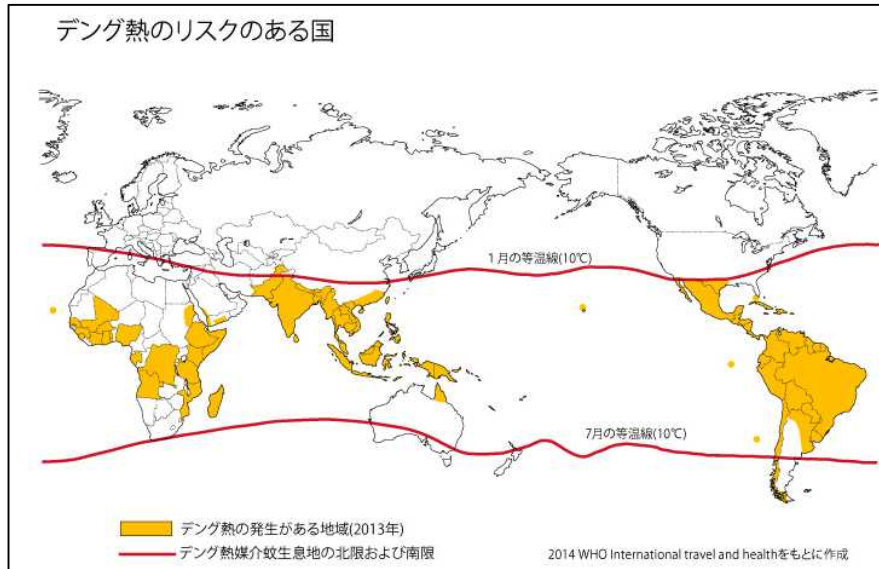 デング熱のリスクのある国
1月の等温線(10℃)
7月の等温線(10℃)
デング熱の発生がある地域(2013年)
デング熱媒介蚊生息地の北限および南限
2014 WHO International travel and healthをもとに作成